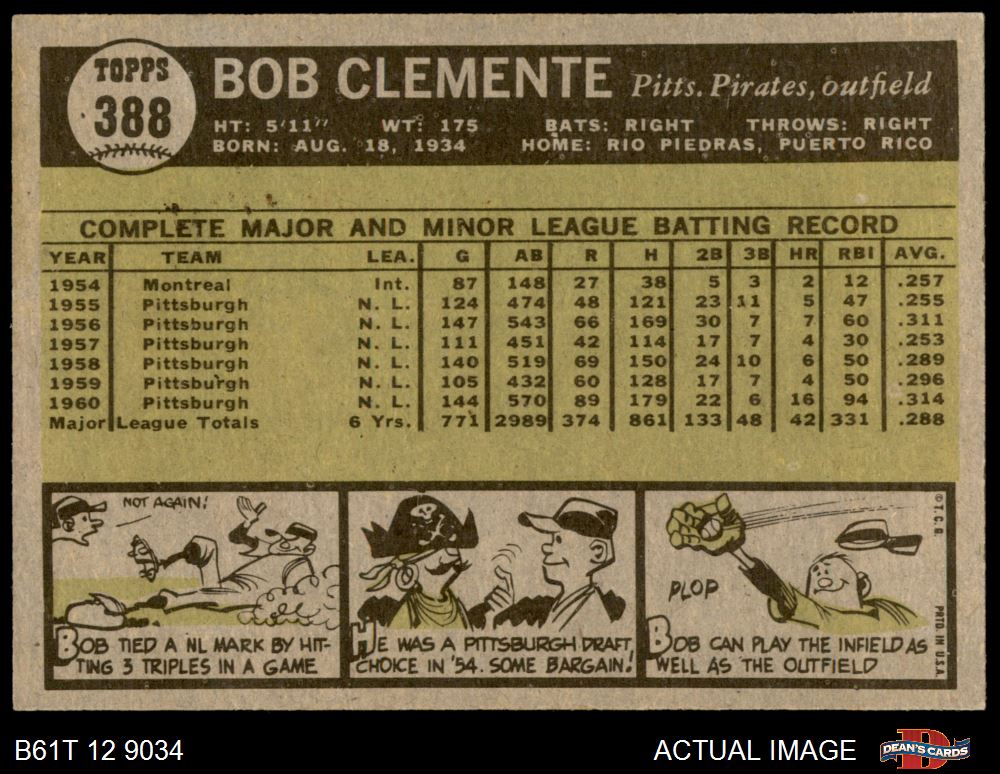 TOPPS
388
BOB CLEMENTE Pitts. Pirates, outfield
HT: 5'11" WT: 175 BATS: RIGHT THROWS: RIGHT
BORN: AUG. 18, 1934 HOME: RIO PIEDRAS, PUERTO RICO
COMPLETE MAJOR AND MINOR LEAGUE BATTING RECORD
YEAR TEAM LEA. G AB R H 2B 3B HR RBI AVG.
1954 Montreal Int. 87 148 27 38 5 3 2 12 .257
1955 Pittsburgh N. L. 124 474 48 121 23 11 5 47 .255
1956 Pittsburgh N. L. 147 543 66 169 30 7 7 60 .311
1957 Pittsburgh N. L. 111 451 42 114 17 7 4 30 .253
1958 Pittsburgh N. L. 140 519 69 150 24 10 6 50 .289
1959 Pittsburgh N. L. 105 432 60 128 17 7 4 50 .296
1960 Pittsburgh N. L. 144 570 89 179 22 6 16 94 .314
Major League Totals 6 Yrs. 771 2989 374 861 133 48 42 331 .288
NOT AGAIN!
BOB TIED A NL MARK BY HIT-
TING 3 TRIPLES IN A GAME
HE WAS A PITTSBURGH DRAFT
CHOICE IN '54. SOME BARGAIN!
PLOP
BOB CAN PLAY THE INFIELD AS
WELL AS THE OUTFIELD
© T.C.G.
PRTD. IN U.S.A.
B61T 12 9034
ACTUAL IMAGE
DEAN'S CARDS